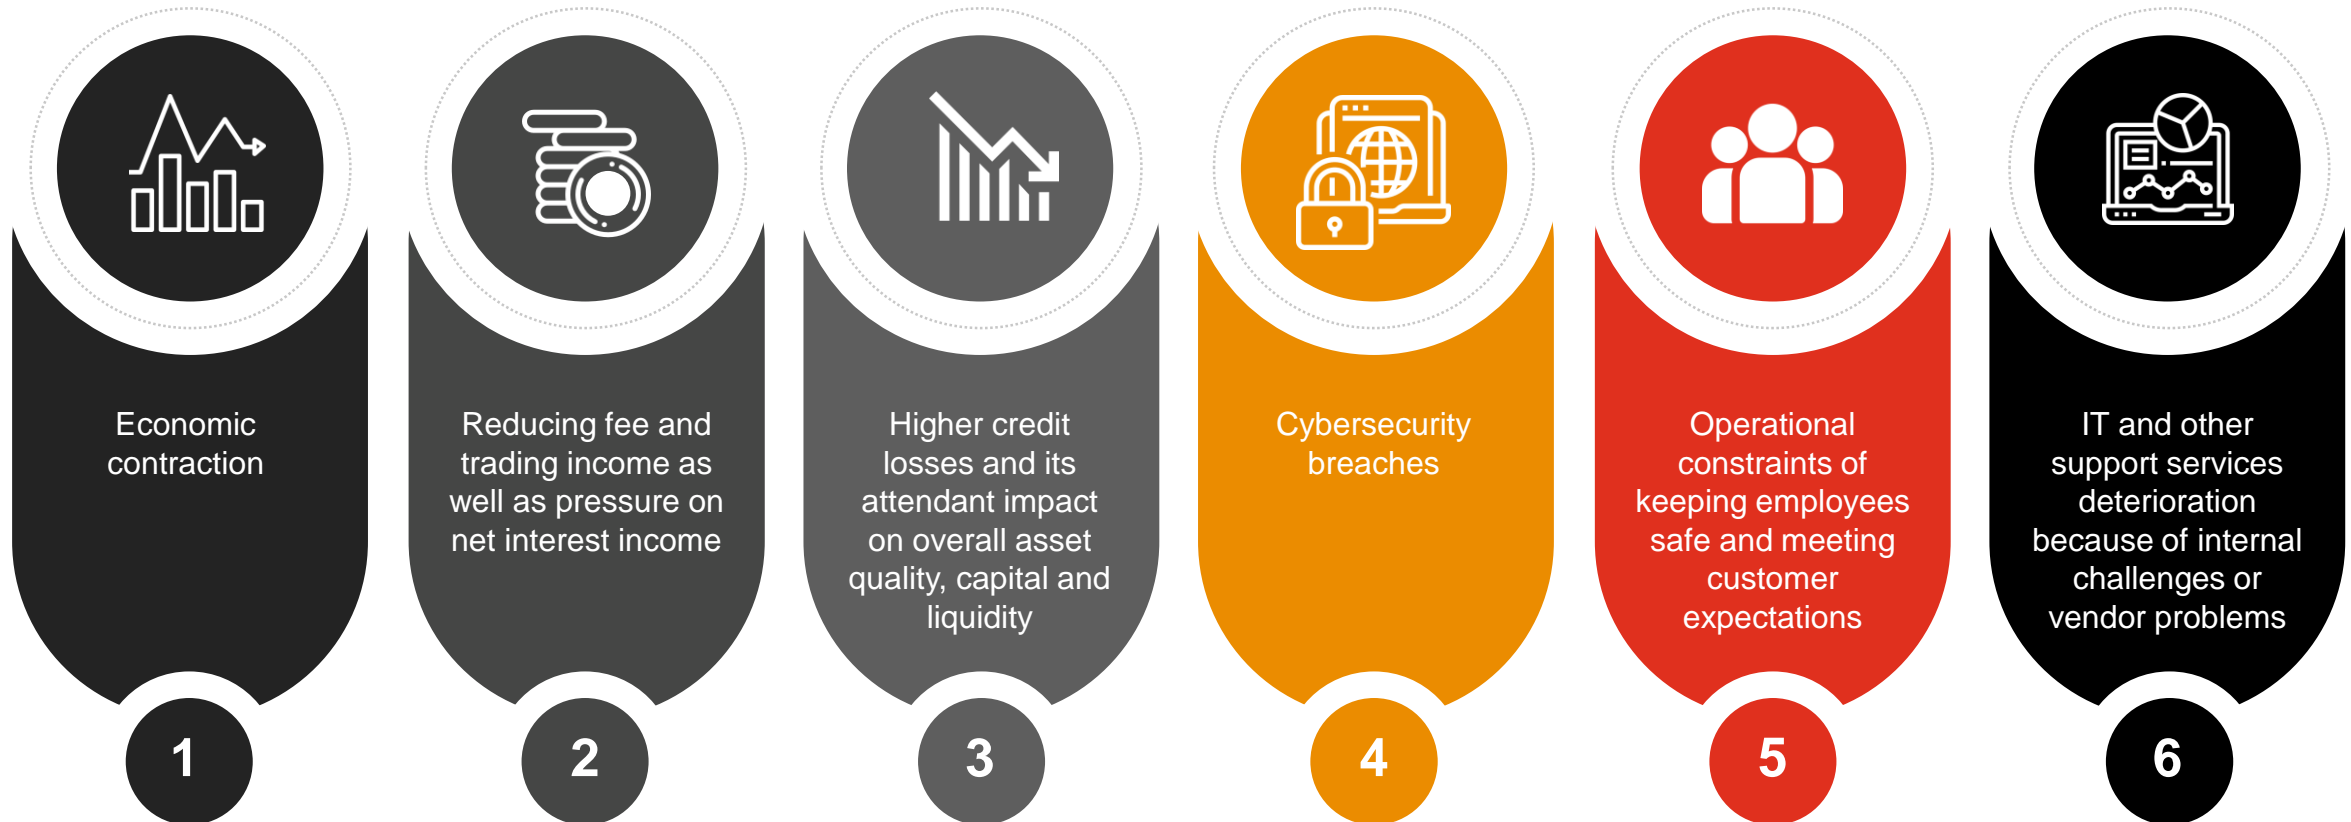 Economic
contraction
1
Reducing fee and
trading income as
well as pressure on
net interest income
2
Higher credit
losses and its
attendant impact
on overall asset
quality, capital and
liquidity
3
Cybersecurity
breaches
4
Operational
constraints of
keeping employees
safe and meeting
customer
expectations
5
IT and other
support services
deterioration
because of internal
challenges or
vendor problems
6